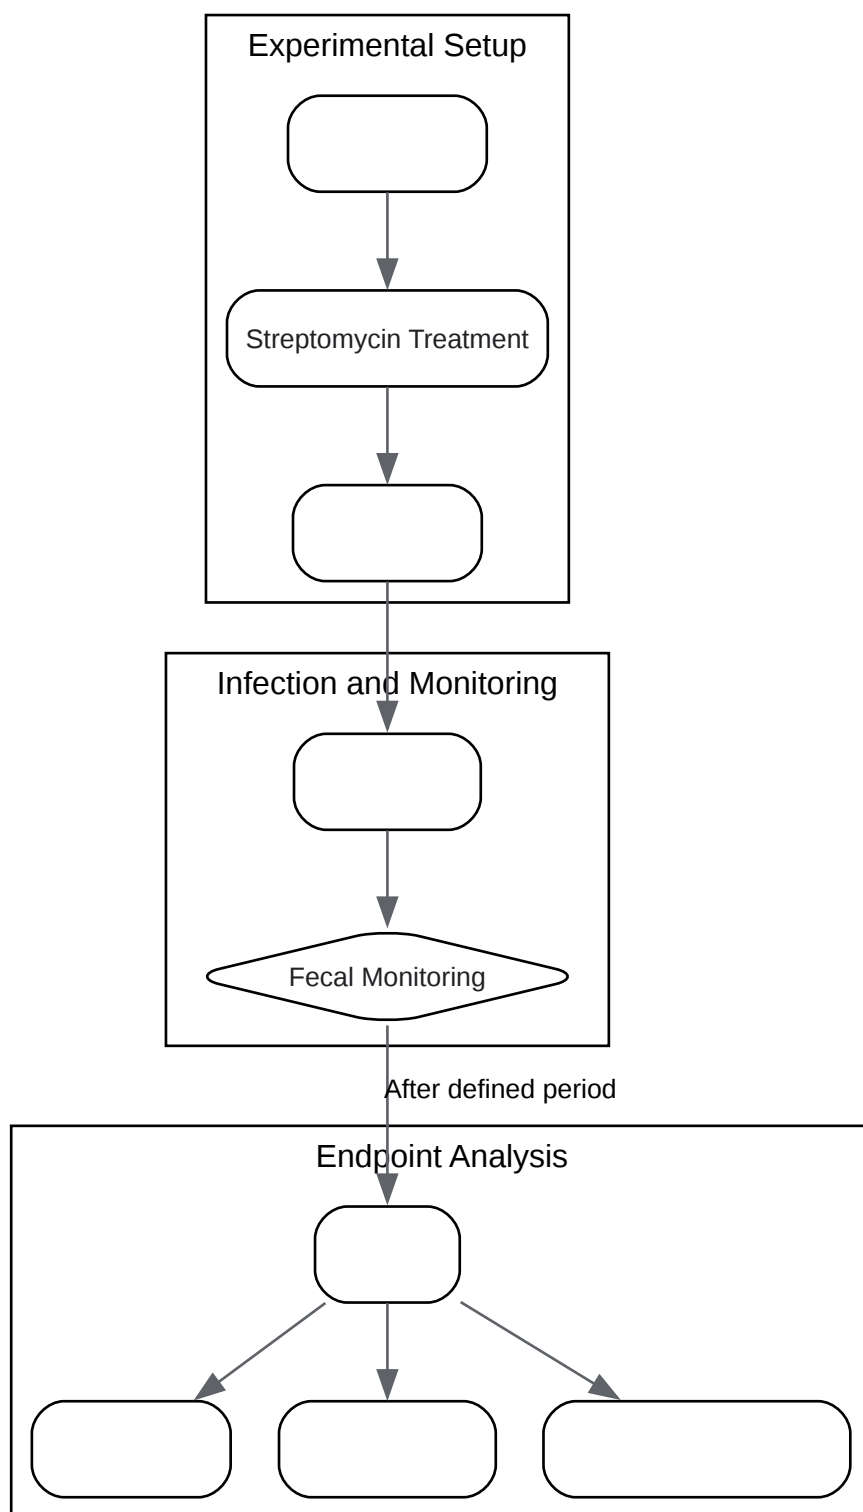 Experimental Setup
Streptomycin Treatment
Infection and Monitoring
Fecal Monitoring
After defined period
Endpoint Analysis